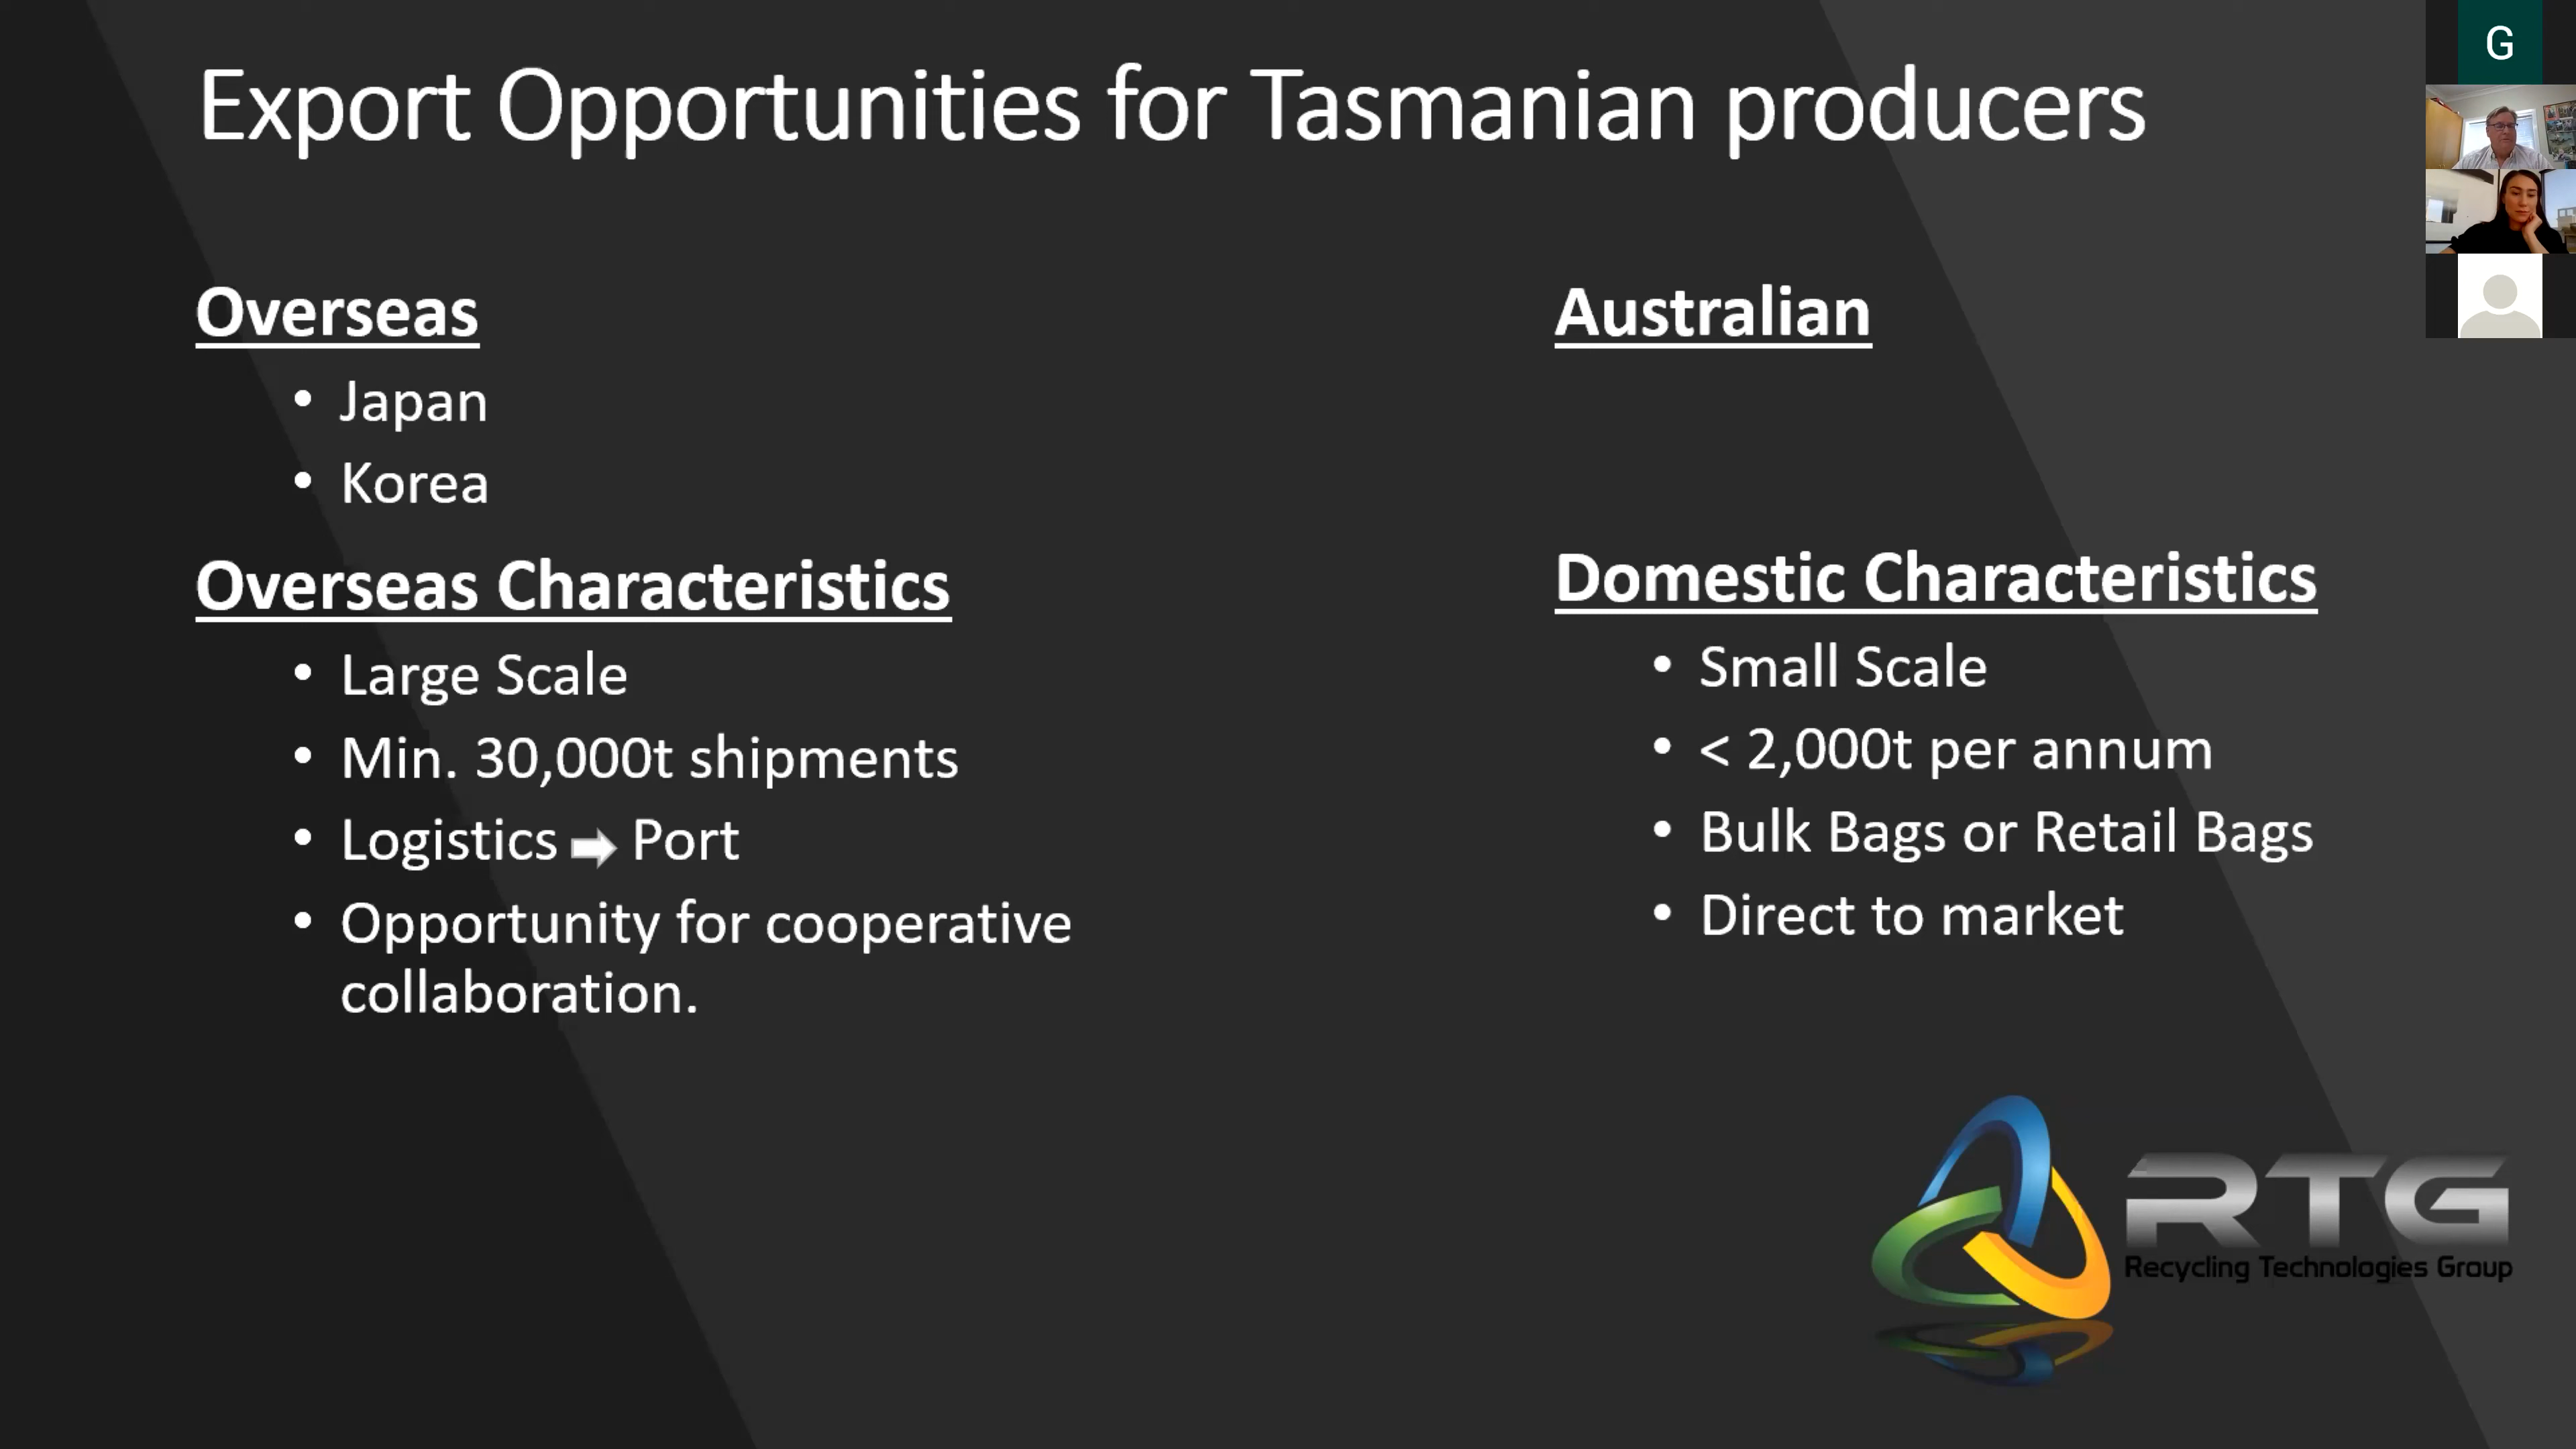 Export Opportunities for Tasmanian producers
G
Overseas
• Japan
• Korea
Overseas Characteristics
• Large Scale
• Min. 30,000t shipments
• Logistics ➡ Port
• Opportunity for cooperative
collaboration.
Australian
Domestic Characteristics
• Small Scale
• < 2,000t per annum
• Bulk Bags or Retail Bags
• Direct to market
RTG
Recycling Technologies Group